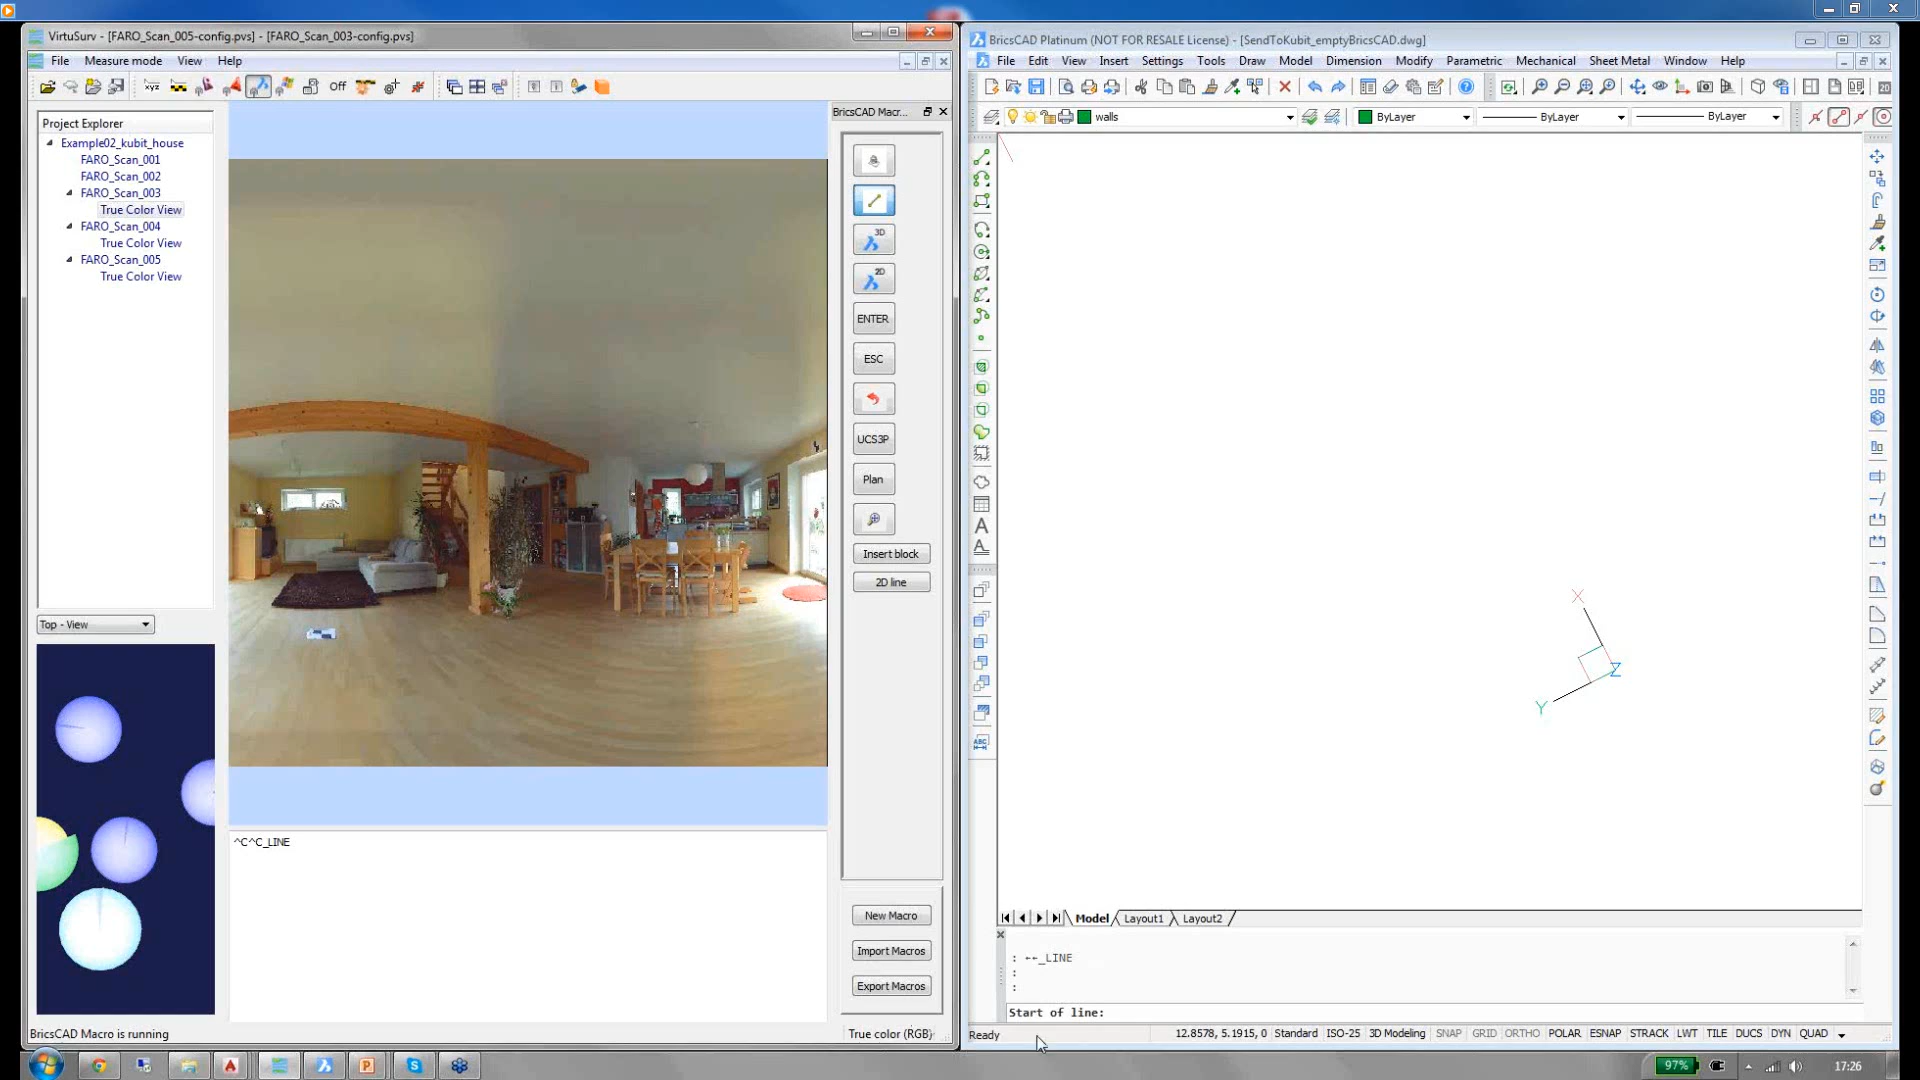 VirtuSurv - [FARO_Scan_005-config.pvs] - [FARO_Scan_003-config.pvs]
File Measure mode View Help
xyz Off
Project Explorer
Example02_kubit_house
FARO_Scan_001
FARO_Scan_002
FARO_Scan_003
True Color View
FARO_Scan_004
True Color View
FARO_Scan_005
True Color View
Top - View
BricsCAD Macr...
3D
2D
ENTER
ESC
UCS3P
Plan
Insert block
2D line
New Macro
Import Macros
Export Macros
^C^C_LINE
BricsCAD Macro is running
True color (RGB)
BricsCAD Platinum (NOT FOR RESALE License) - [SendToKubit_emptyBricsCAD.dwg]
File Edit View Insert Settings Tools Draw Model Dimension Modify Parametric Mechanical Sheet Metal Window Help
walls ByLayer ByLayer ByLayer
A
A
ABC
X
Y
Z
Model Layout1 Layout2
: ←←_LINE
:
:
Start of line:
Ready 12.8578, 5.1915, 0 Standard ISO-25 3D Modeling SNAP GRID ORTHO POLAR ESNAP STRACK LWT TILE DUCS DYN QUAD
97% 17:26